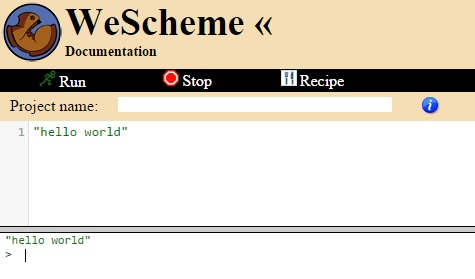 WeScheme «
Documentation
Run Stop Recipe
Project name:
1 "hello world"
"hello world"
>